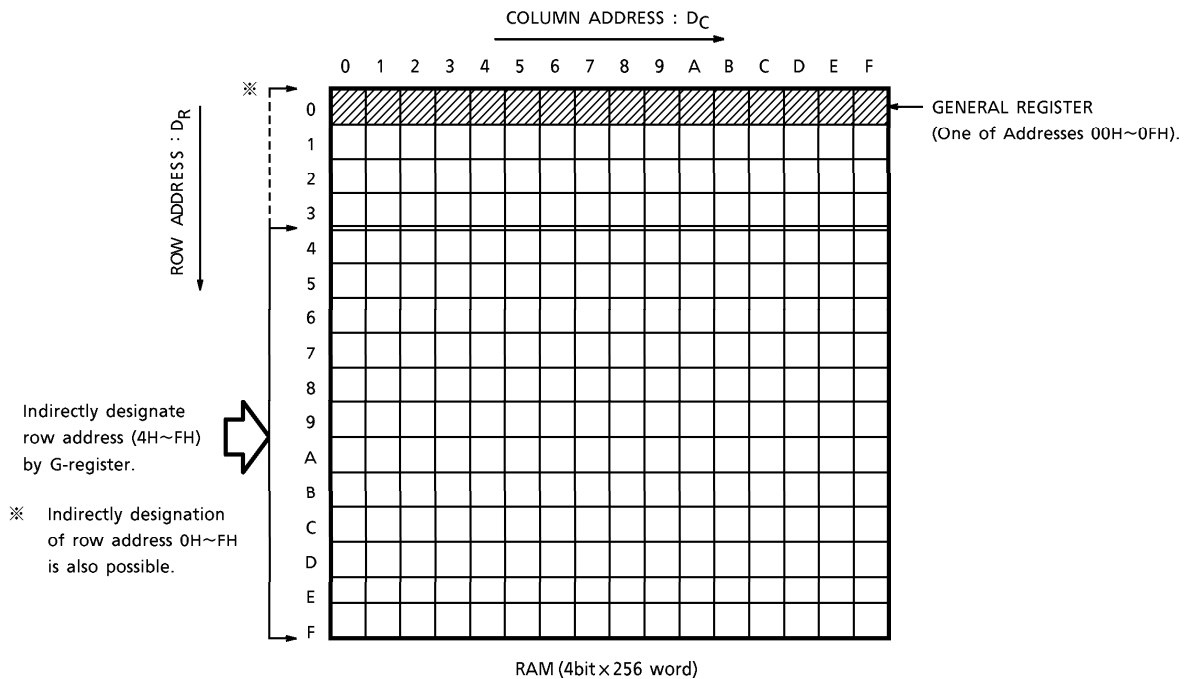 COLUMN ADDRESS : DC
0 1 2 3 4 5 6 7 8 9 A B C D E F
※
ROW ADDRESS : DR
0
1
2
3
4
5
6
7
8
9
A
B
C
D
E
F
GENERAL REGISTER
(One of Addresses 00H~0FH).
Indirectly designate
row address (4H~FH)
by G-register.
※ Indirectly designation
of row address 0H~FH
is also possible.
RAM (4bit × 256 word)